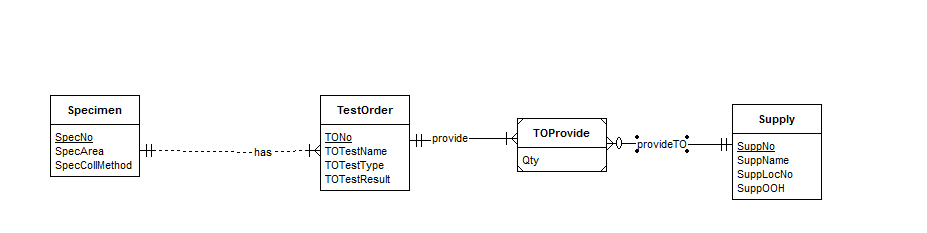 Specimen
SpecNo
SpecArea
SpecCollMethod
has
TestOrder
TONo
TOTestName
TOTestType
TOTestResult
provide
TOProvide
Qty
provideTO
Supply
SuppNo
SuppName
SuppLocNo
SuppOOH